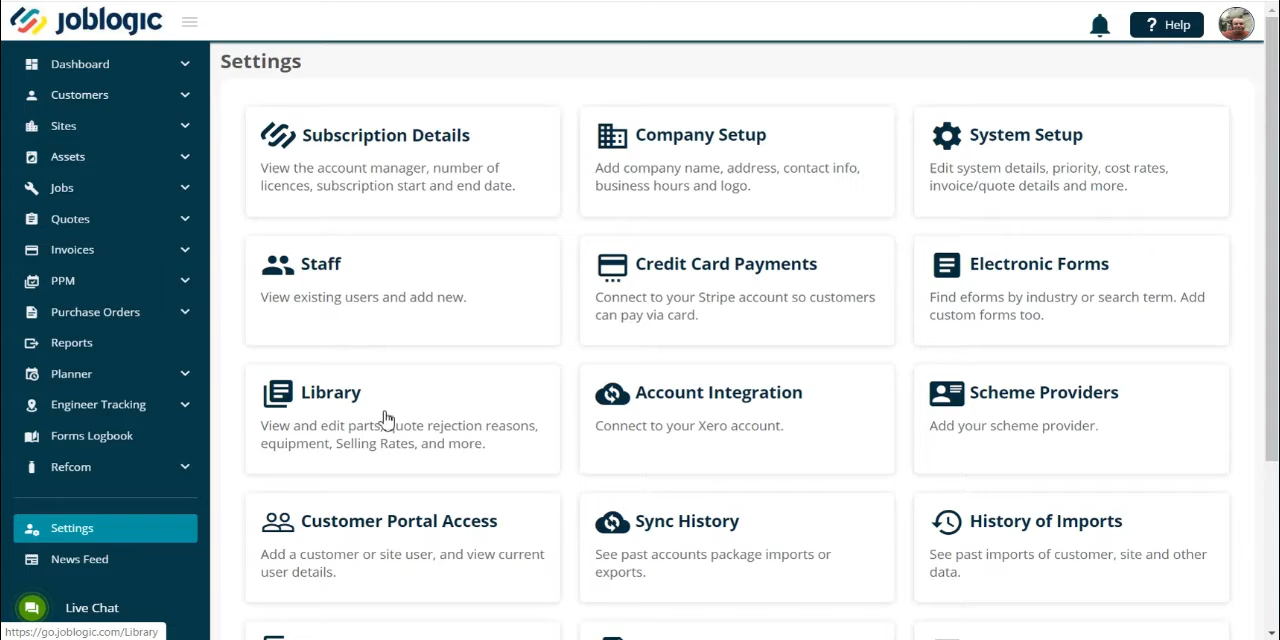 joblogic
? Help
Dashboard
Customers
Sites
Assets
Jobs
Quotes
Invoices
PPM
Purchase Orders
Reports
Planner
Engineer Tracking
Forms Logbook
Refcom
Settings
News Feed
Live Chat
https://go.joblogic.com/Library
Settings
Subscription Details
View the account manager, number of
licences, subscription start and end date.
Company Setup
Add company name, address, contact info,
business hours and logo.
System Setup
Edit system details, priority, cost rates,
invoice/quote details and more.
Staff
View existing users and add new.
Credit Card Payments
Connect to your Stripe account so customers
can pay via card.
Electronic Forms
Find eforms by industry or search term. Add
custom forms too.
Library
View and edit parts, quote rejection reasons,
equipment, Selling Rates, and more.
Account Integration
Connect to your Xero account.
Scheme Providers
Add your scheme provider.
Customer Portal Access
Add a customer or site user, and view current
user details.
Sync History
See past accounts package imports or
exports.
History of Imports
See past imports of customer, site and other
data.